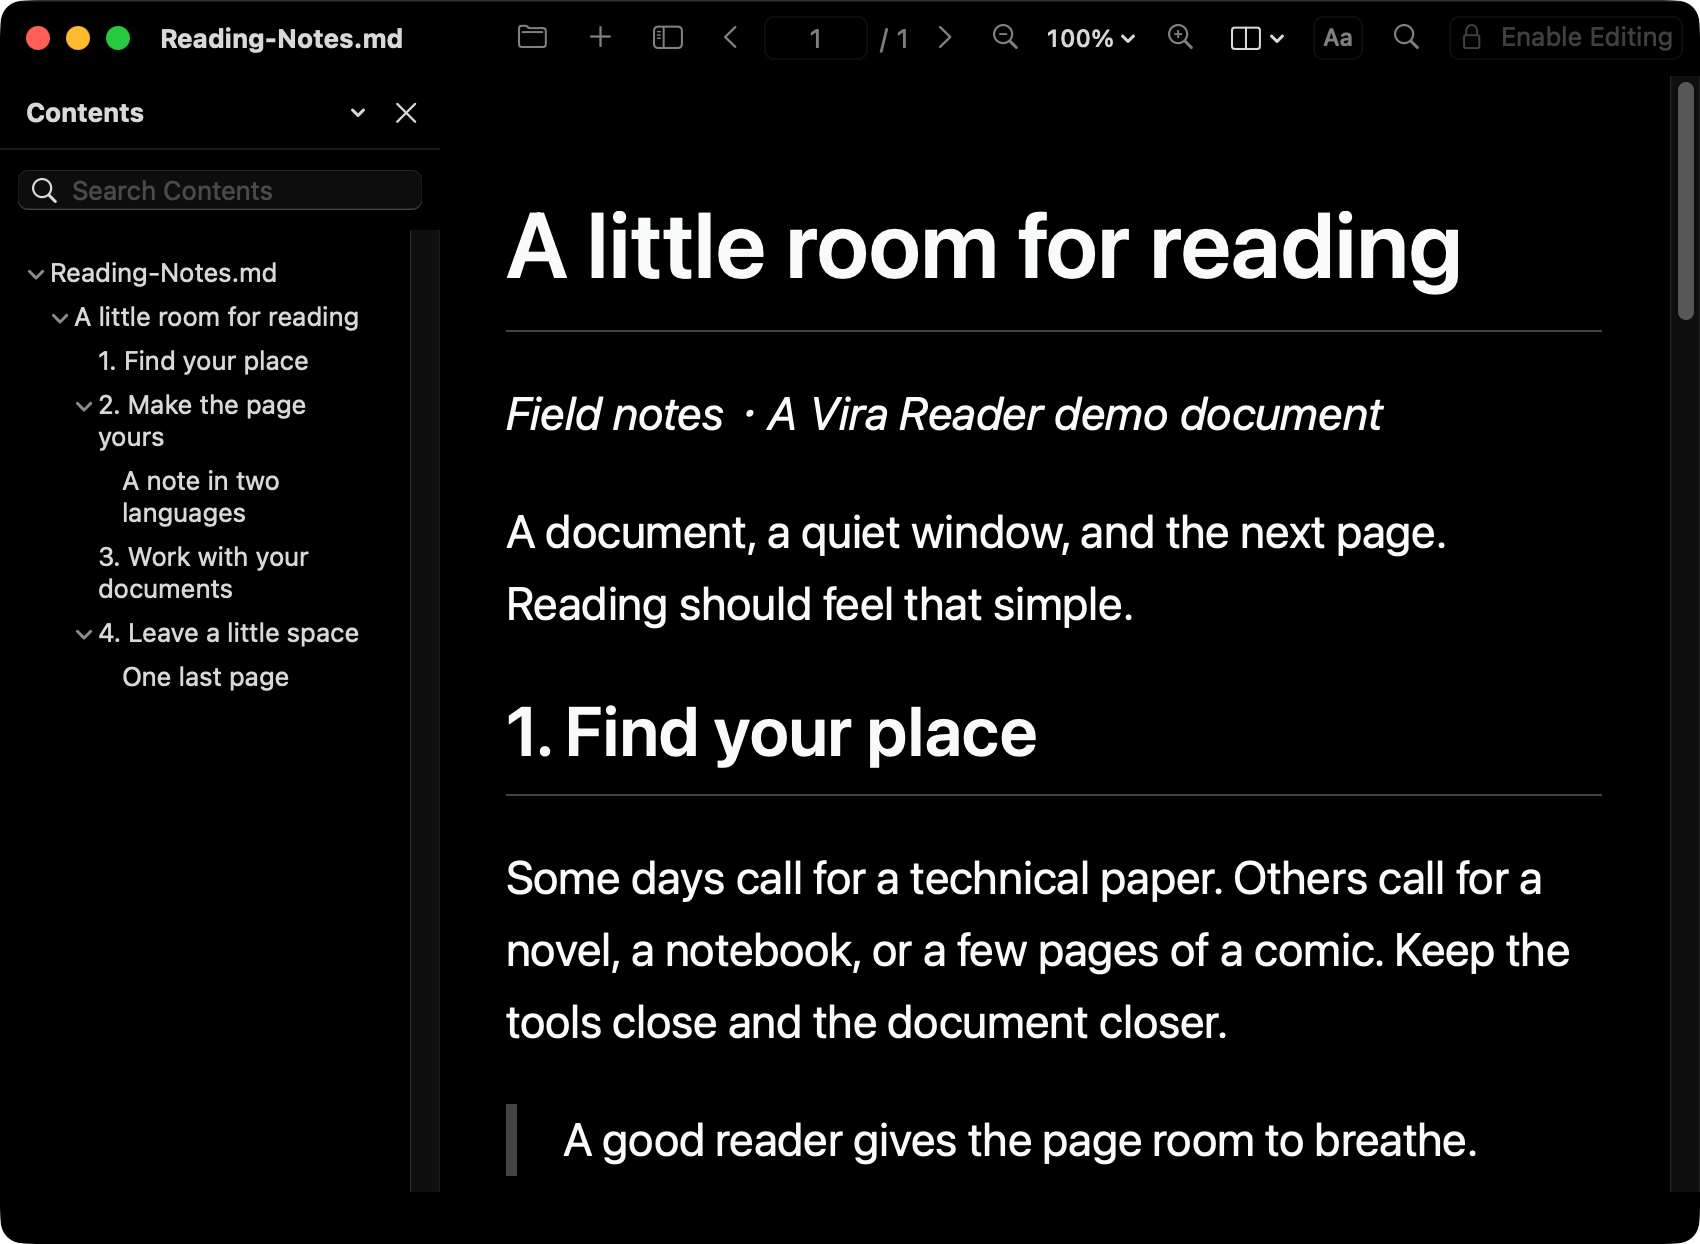 Reading-Notes.md
1 / 1
100%
Aa
Enable Editing
Contents
Search Contents
Reading-Notes.md
A little room for reading
1. Find your place
2. Make the page
yours
A note in two
languages
3. Work with your
documents
4. Leave a little space
One last page
A little room for reading
Field notes · A Vira Reader demo document
A document, a quiet window, and the next page.
Reading should feel that simple.
1. Find your place
Some days call for a technical paper. Others call for a
novel, a notebook, or a few pages of a comic. Keep the
tools close and the document closer.
A good reader gives the page room to breathe.